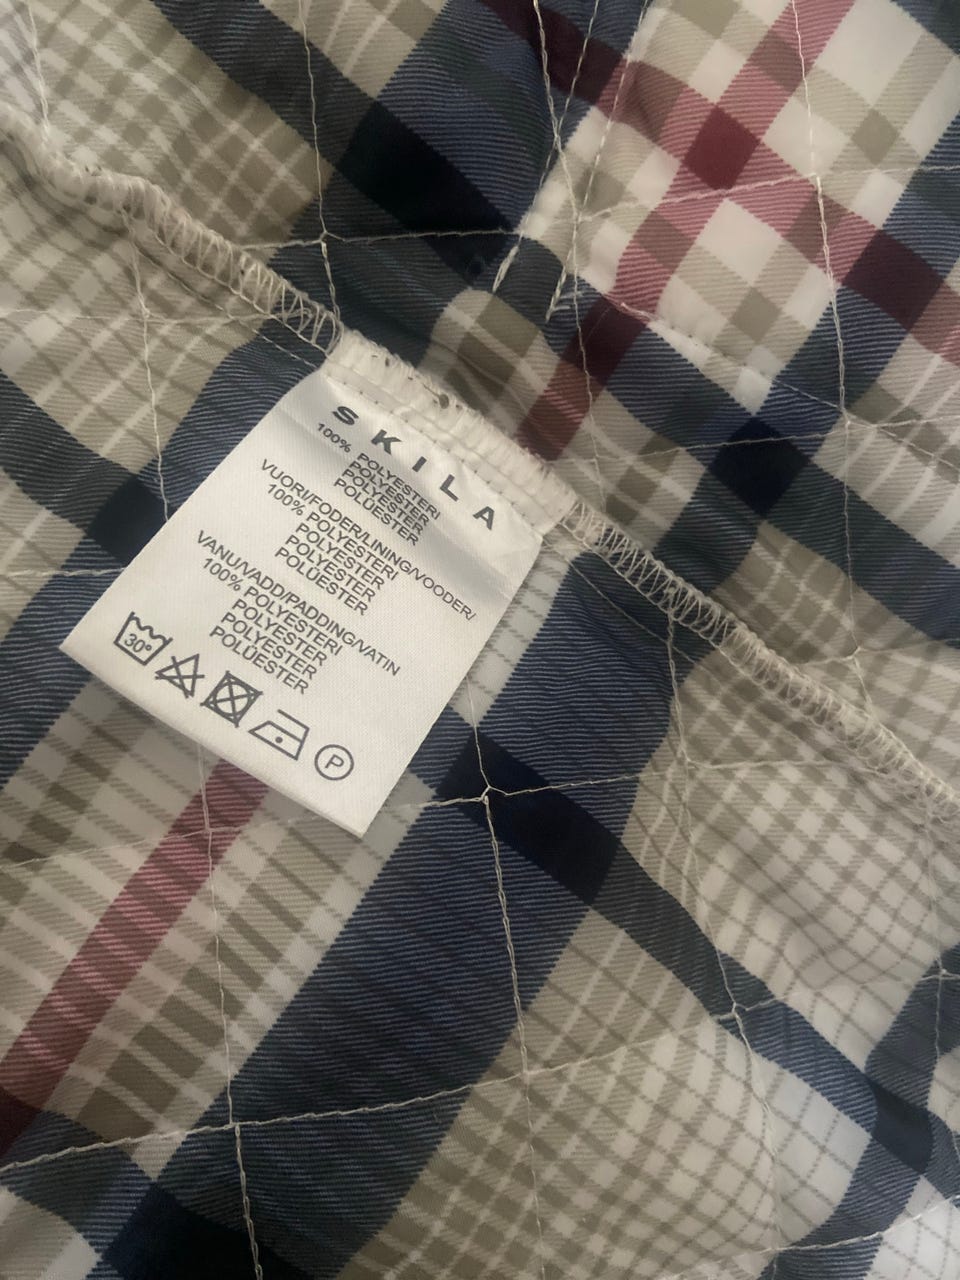 SKILA
100% POLYESTERI
POLYESTER
POLYESTER
POLÜESTER
VUORI/FODER/LINING/VOODER/
100% POLYESTERI
POLYESTER
POLYESTER
POLÜESTER
VANU/VADD/PADDING/VATIN
100% POLYESTERI
POLYESTER
POLYESTER
POLÜESTER
30° P